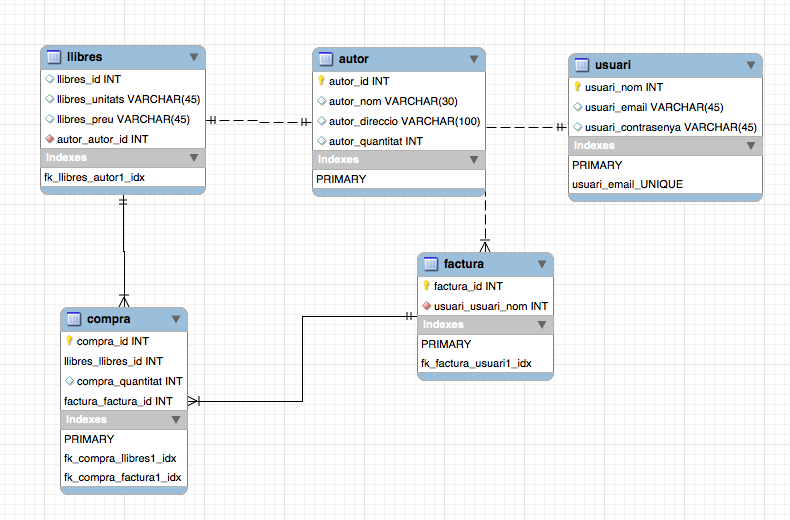 llibres
llibres_id INT
llibres_unitats VARCHAR(45)
llibres_preu VARCHAR(45)
autor_autor_id INT
Indexes
fk_llibres_autor1_idx
autor
autor_id INT
autor_nom VARCHAR(30)
autor_direccio VARCHAR(100)
autor_quantitat INT
Indexes
PRIMARY
usuari
usuari_nom INT
usuari_email VARCHAR(45)
usuari_contrasenya VARCHAR(45)
Indexes
PRIMARY
usuari_email_UNIQUE
factura
factura_id INT
usuari_usuari_nom INT
Indexes
PRIMARY
fk_factura_usuari1_idx
compra
compra_id INT
llibres_llibres_id INT
compra_quantitat INT
factura_factura_id INT
Indexes
PRIMARY
fk_compra_llibres1_idx
fk_compra_factura1_idx